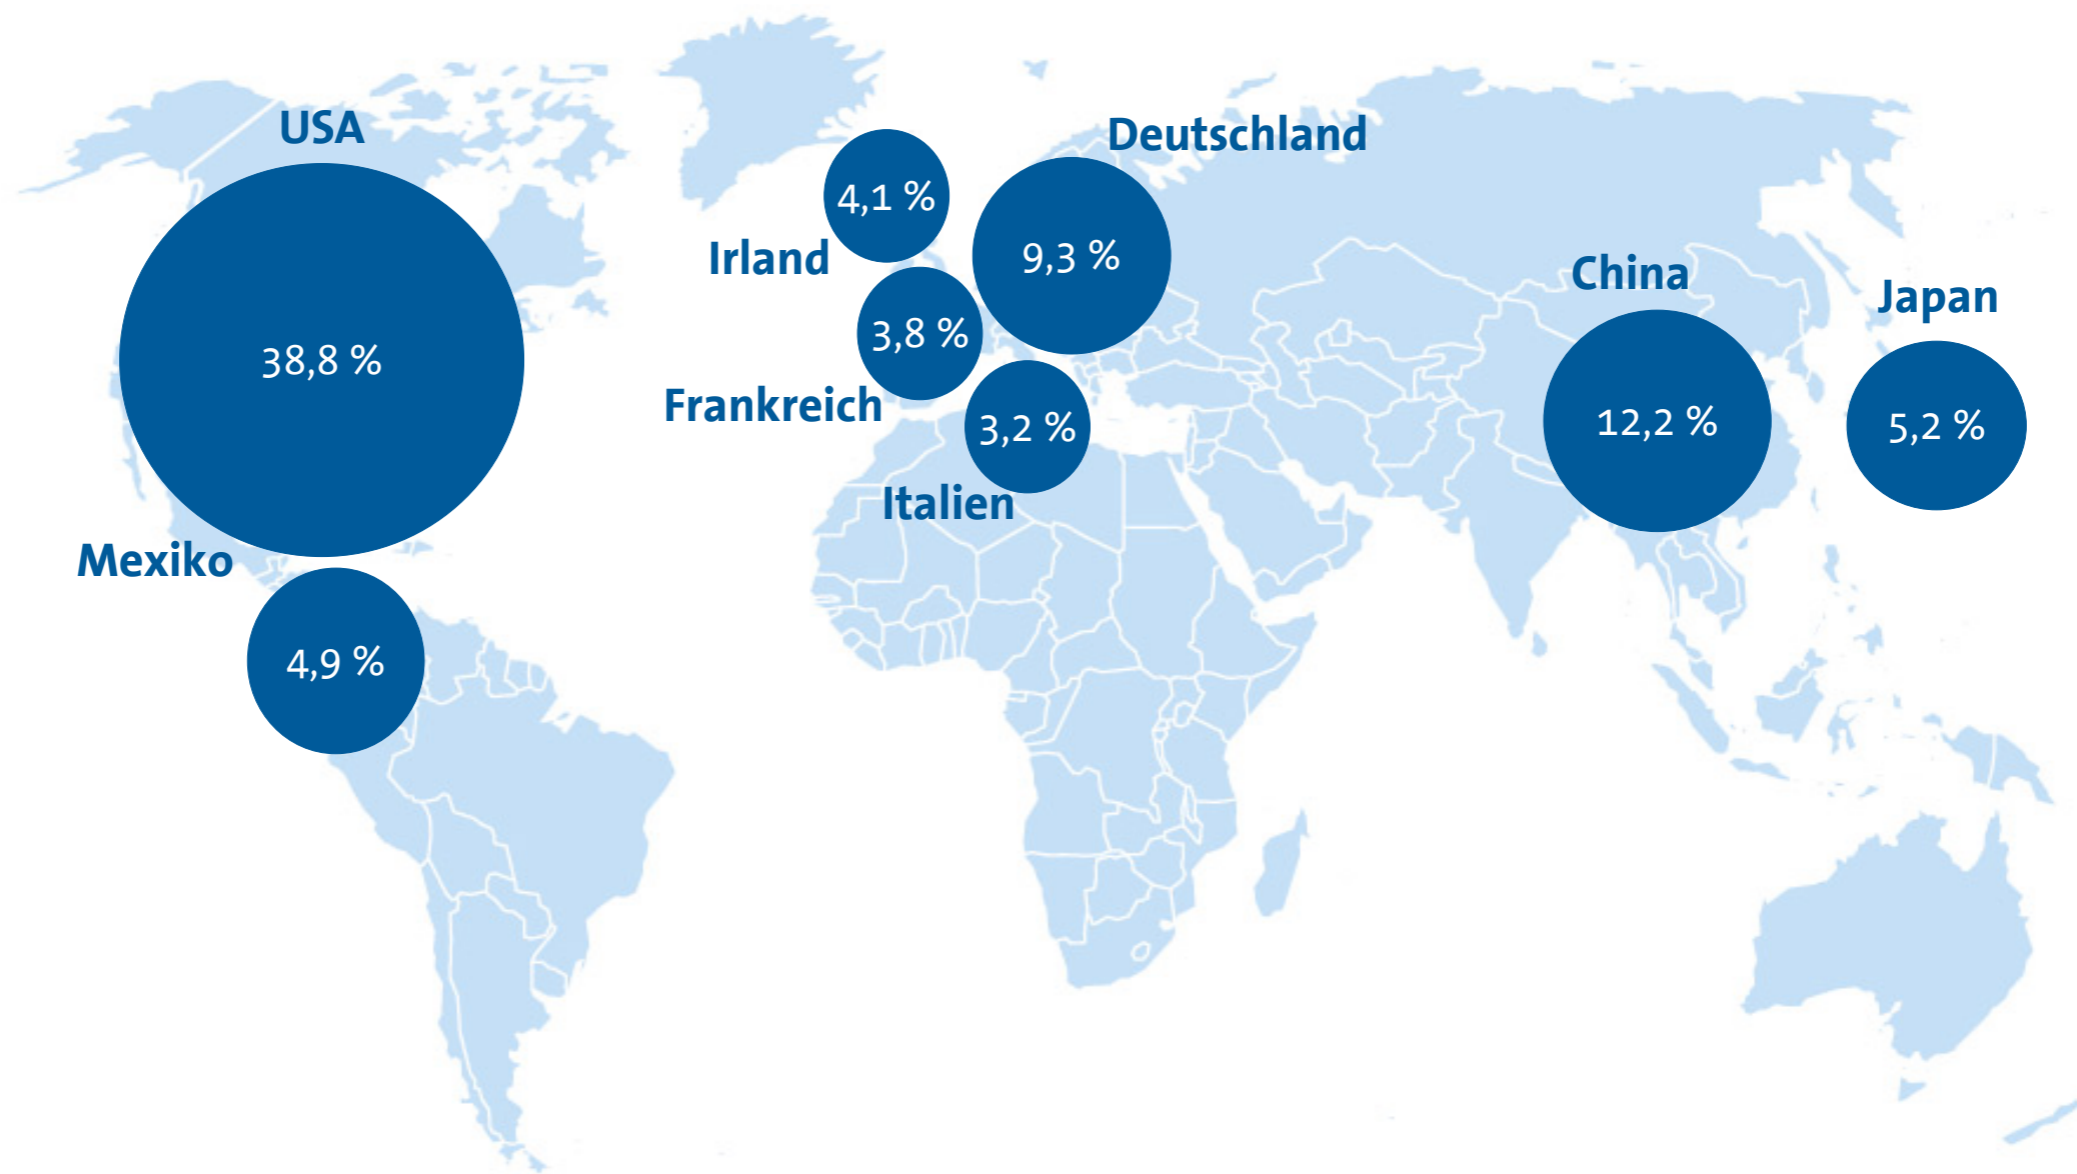 USA
38,8 %
Mexiko
4,9 %
Irland
4,1 %
Deutschland
9,3 %
Frankreich
3,8 %
Italien
3,2 %
China
12,2 %
Japan
5,2 %